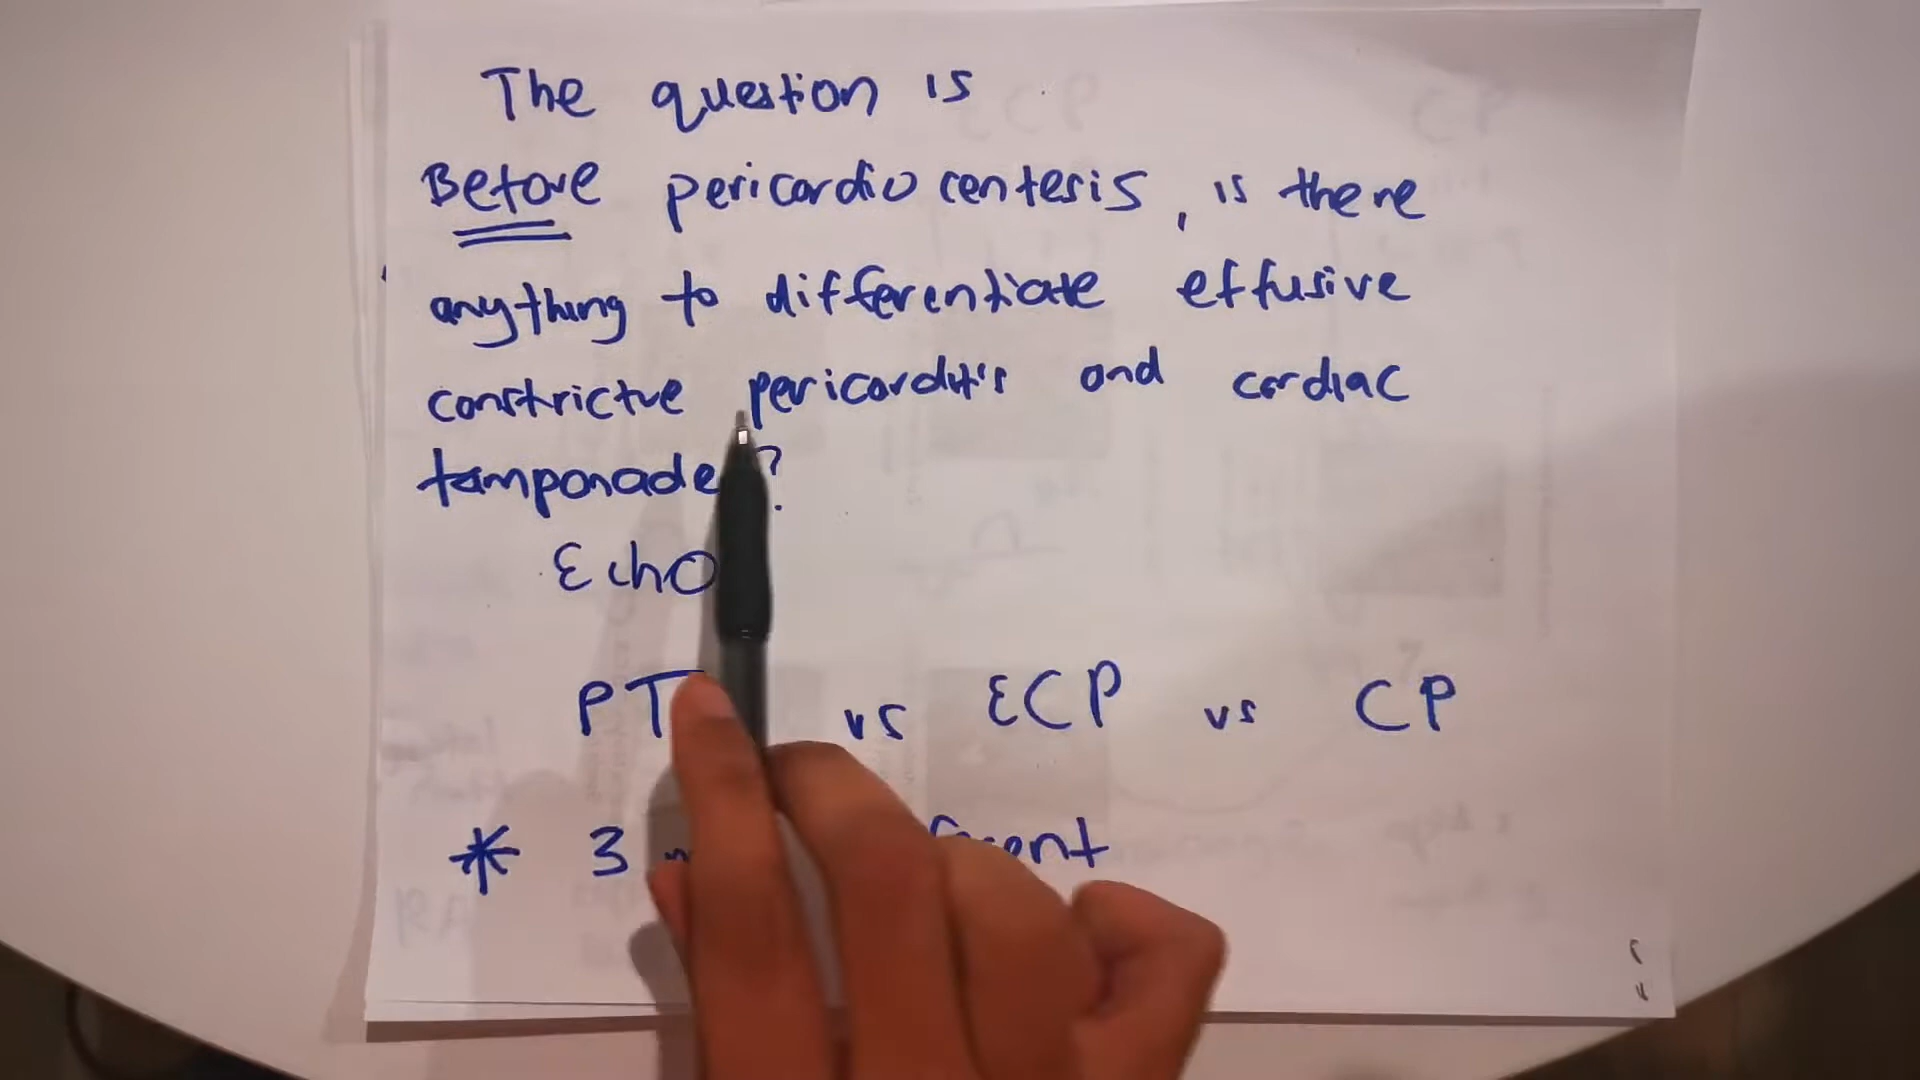 The question is
Before pericardiocentesis, is there
anything to differentiate effusive
constrictve pericarditis and cardiac
tamponade?
Echo
PT vs ECP vs CP
* 3